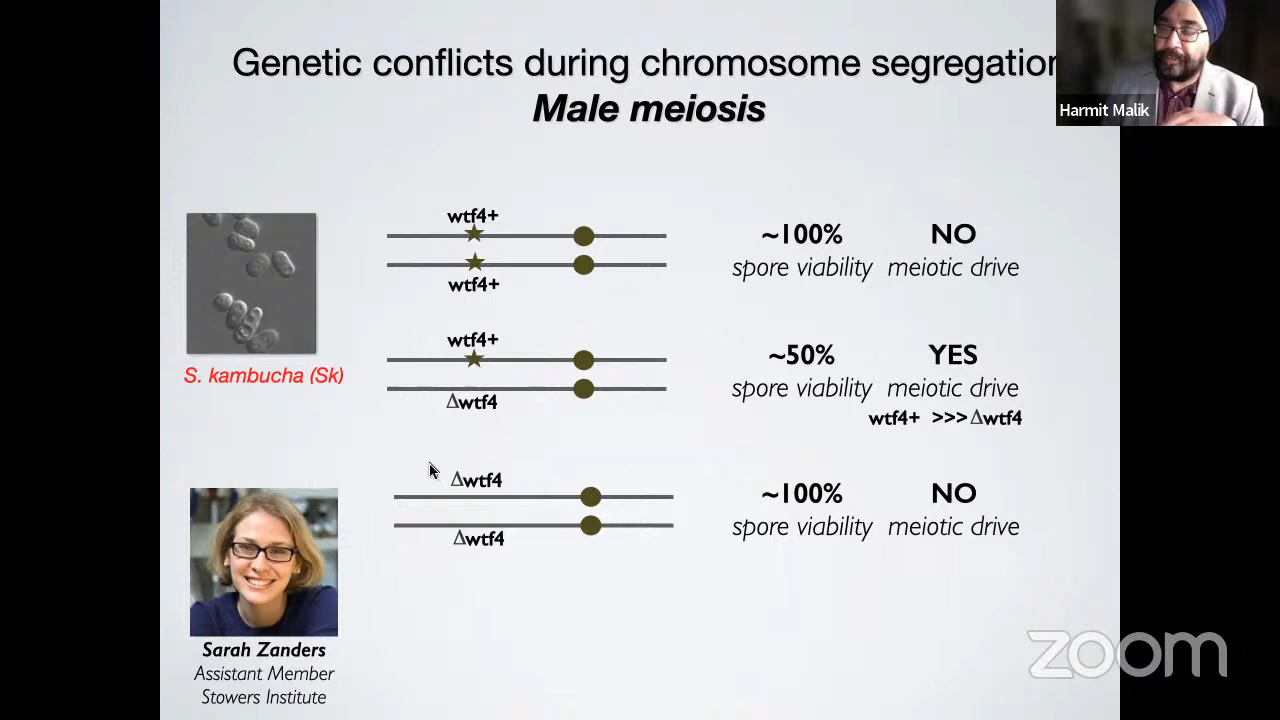 Genetic conflicts during chromosome segregation
Male meiosis
Harmit Malik
wtf4+
wtf4+
~100%
spore viability
NO
meiotic drive
S. kambucha (Sk)
wtf4+
Δwtf4
~50%
spore viability
YES
meiotic drive
wtf4+ >>> Δwtf4
Δwtf4
Δwtf4
~100%
spore viability
NO
meiotic drive
Sarah Zanders
Assistant Member
Stowers Institute
zoom